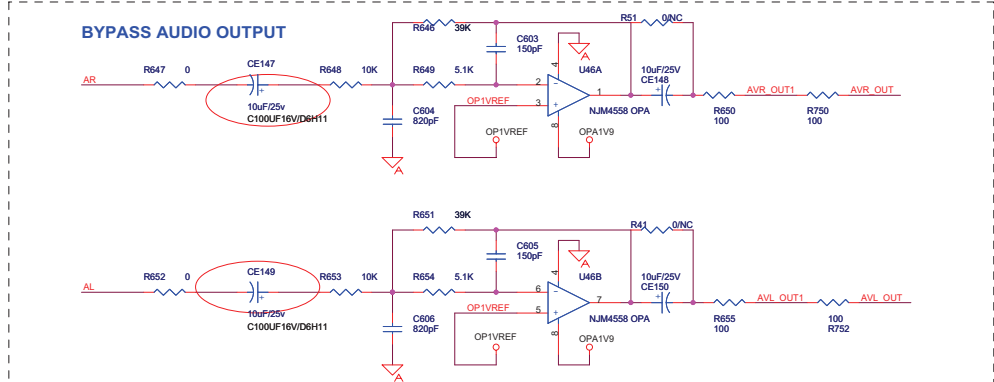 BYPASS AUDIO OUTPUT
R646 39K
R51 0/NC
C603
150pF
U46A
10uF/25V
CE148
AR
R647 0
CE147
R648 10K
R649 5.1K
10uF/25v
C100UF16V/D6H11
C604
820pF
OP1VREF
2
3
4
8
1
A
NJM4558 OPA
OP1VREF
OPA1V9
R650
100
AVR_OUT1
R750
100
AVR_OUT
A
R651 39K
R41 0/NC
C605
150pF
U46B
10uF/25V
CE150
AL
R652 0
CE149
R653 10K
R654 5.1K
10uF/25v
C100UF16V/D6H11
C606
820pF
OP1VREF
6
5
4
8
7
A
NJM4558 OPA
OP1VREF
OPA1V9
R655
100
AVL_OUT1
100
R752
AVL_OUT
A